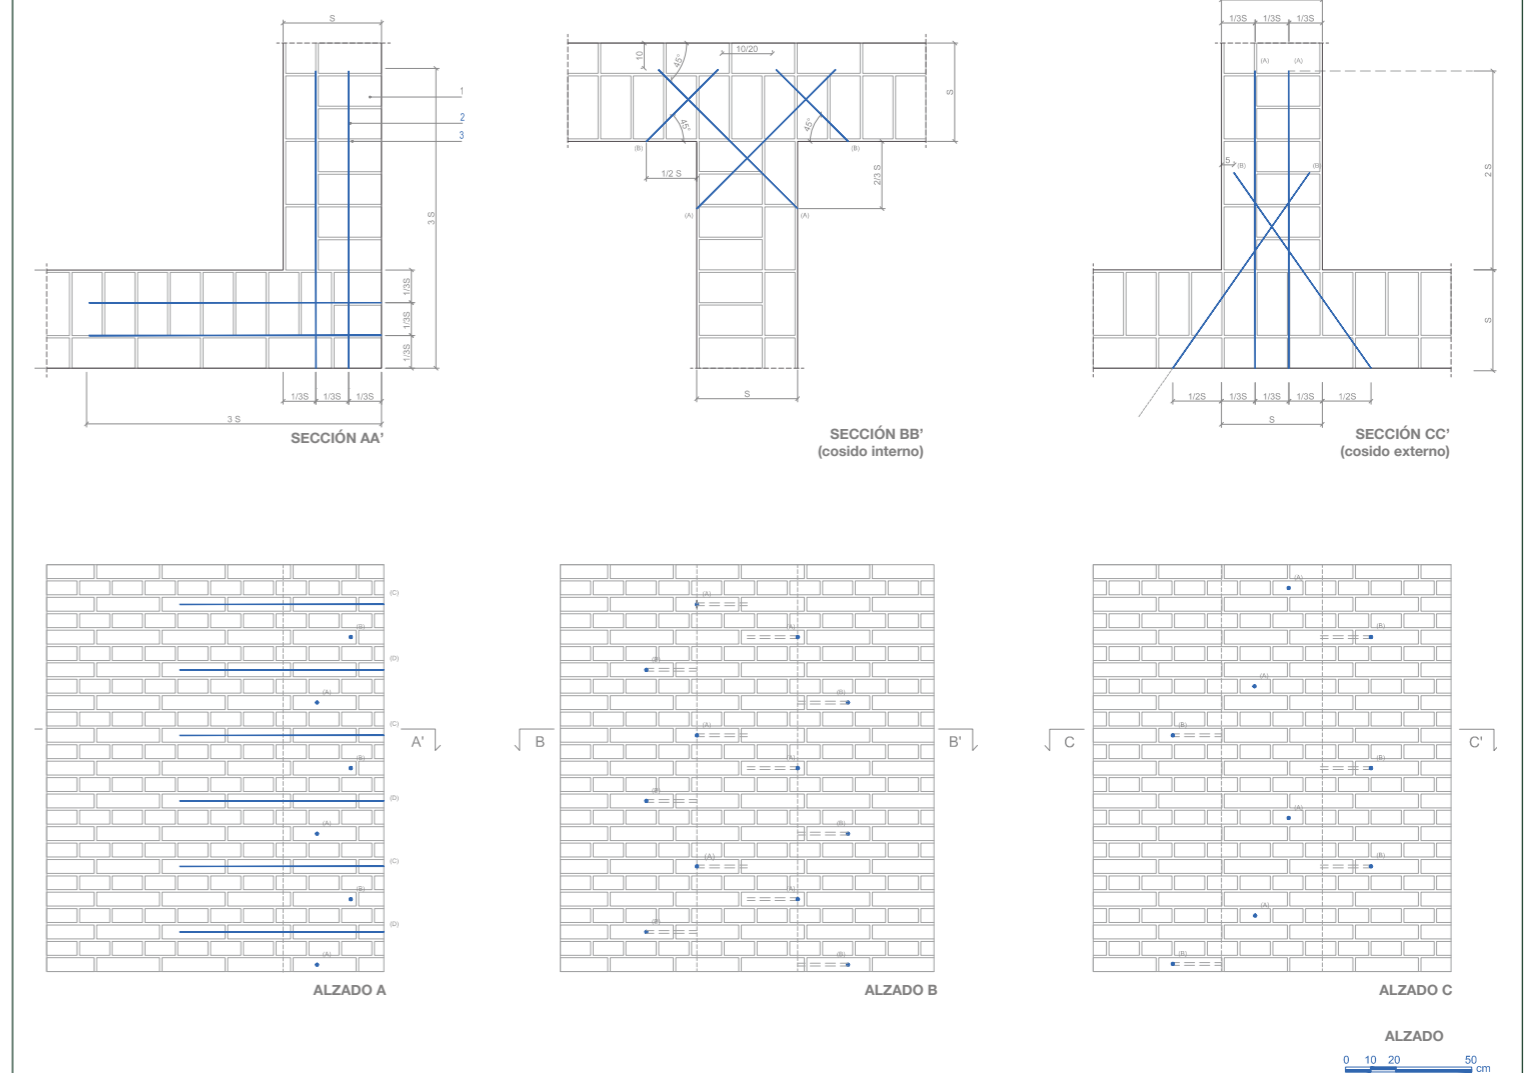 S
1
2
3
3 S
1/3S
1/3S
1/3S
1/3S
1/3S
1/3S
3 S
SECCIÓN AA’
10
45°
10/20
45°
45°
S
(B)
(B)
1/2 S
2/3 S
(A)
(A)
S
SECCIÓN BB’
(cosido interno)
1/3S
1/3S
1/3S
(A)
(A)
5
(B)
(B)
2 S
S
1/2S
1/3S
1/3S
1/3S
1/2S
S
SECCIÓN CC’
(cosido externo)
(C)
(B)
(D)
(A)
(C)
A'
(B)
(D)
(A)
(C)
(B)
(D)
(A)
ALZADO A
(A)
(A)
(B)
(B)
B
(A)
B'
(A)
(B)
(B)
(A)
(A)
(B)
(B)
ALZADO B
(A)
(B)
(A)
C
(B)
C'
(B)
(A)
(B)
(A)
(B)
ALZADO C
ALZADO
0 10 20 50
cm